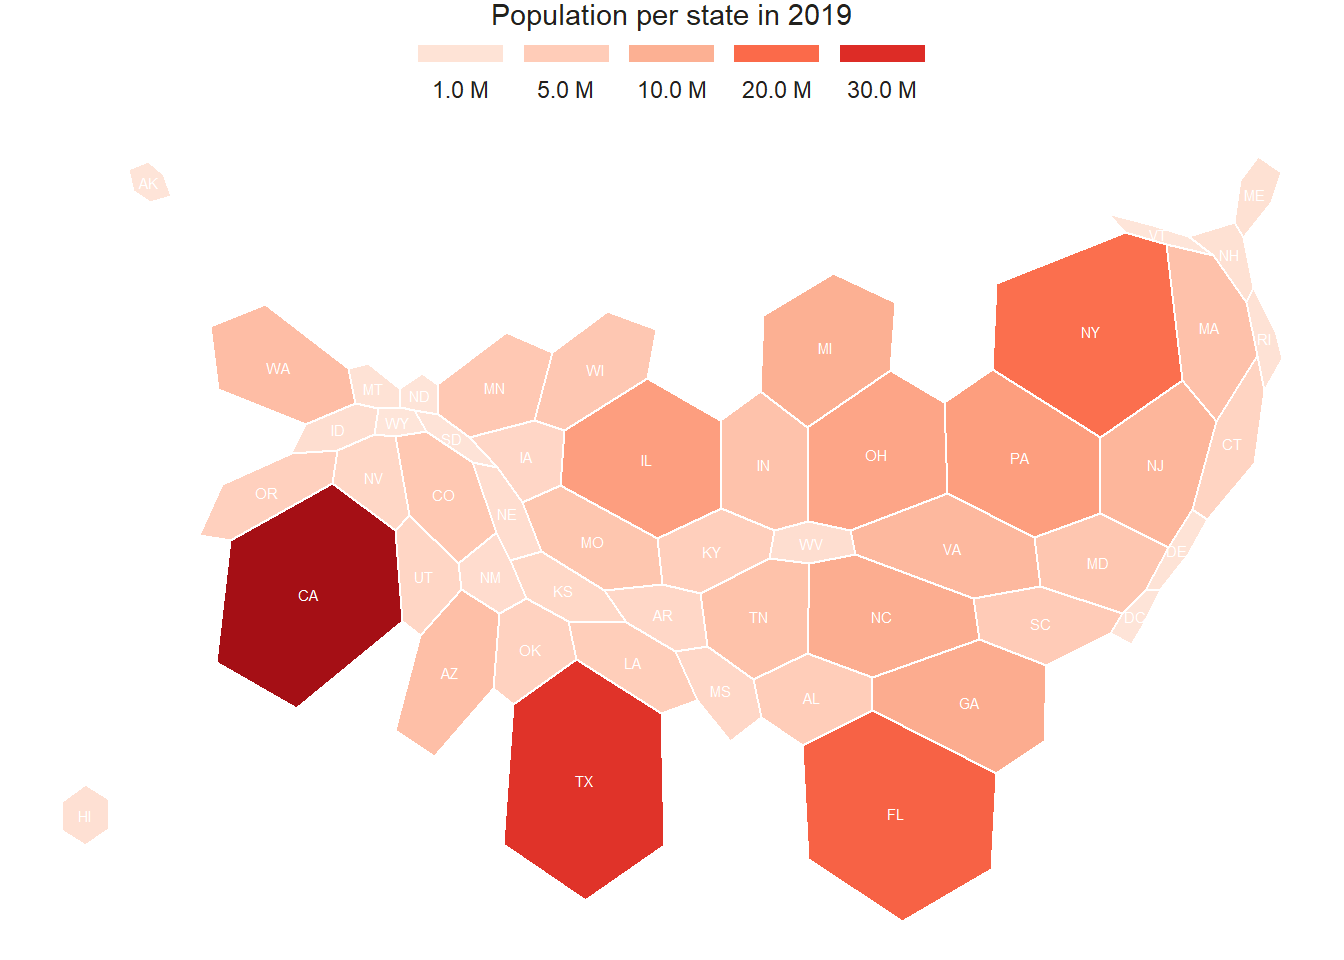 Population per state in 2019
1.0 M 5.0 M 10.0 M 20.0 M 30.0 M
AK
ME
VT
NH
NY
MA
RI
MI
WA
WI
MT
MN
ND
WY
ID
SD
CT
OH
IA
PA
IL
IN
NJ
NV
OR
CO
NE
MO
WV
VA
KY
DE
MD
UT
NM
KS
CA
AR
TN
NC
DC
SC
OK
LA
AZ
MS
AL
GA
TX
FL
HI